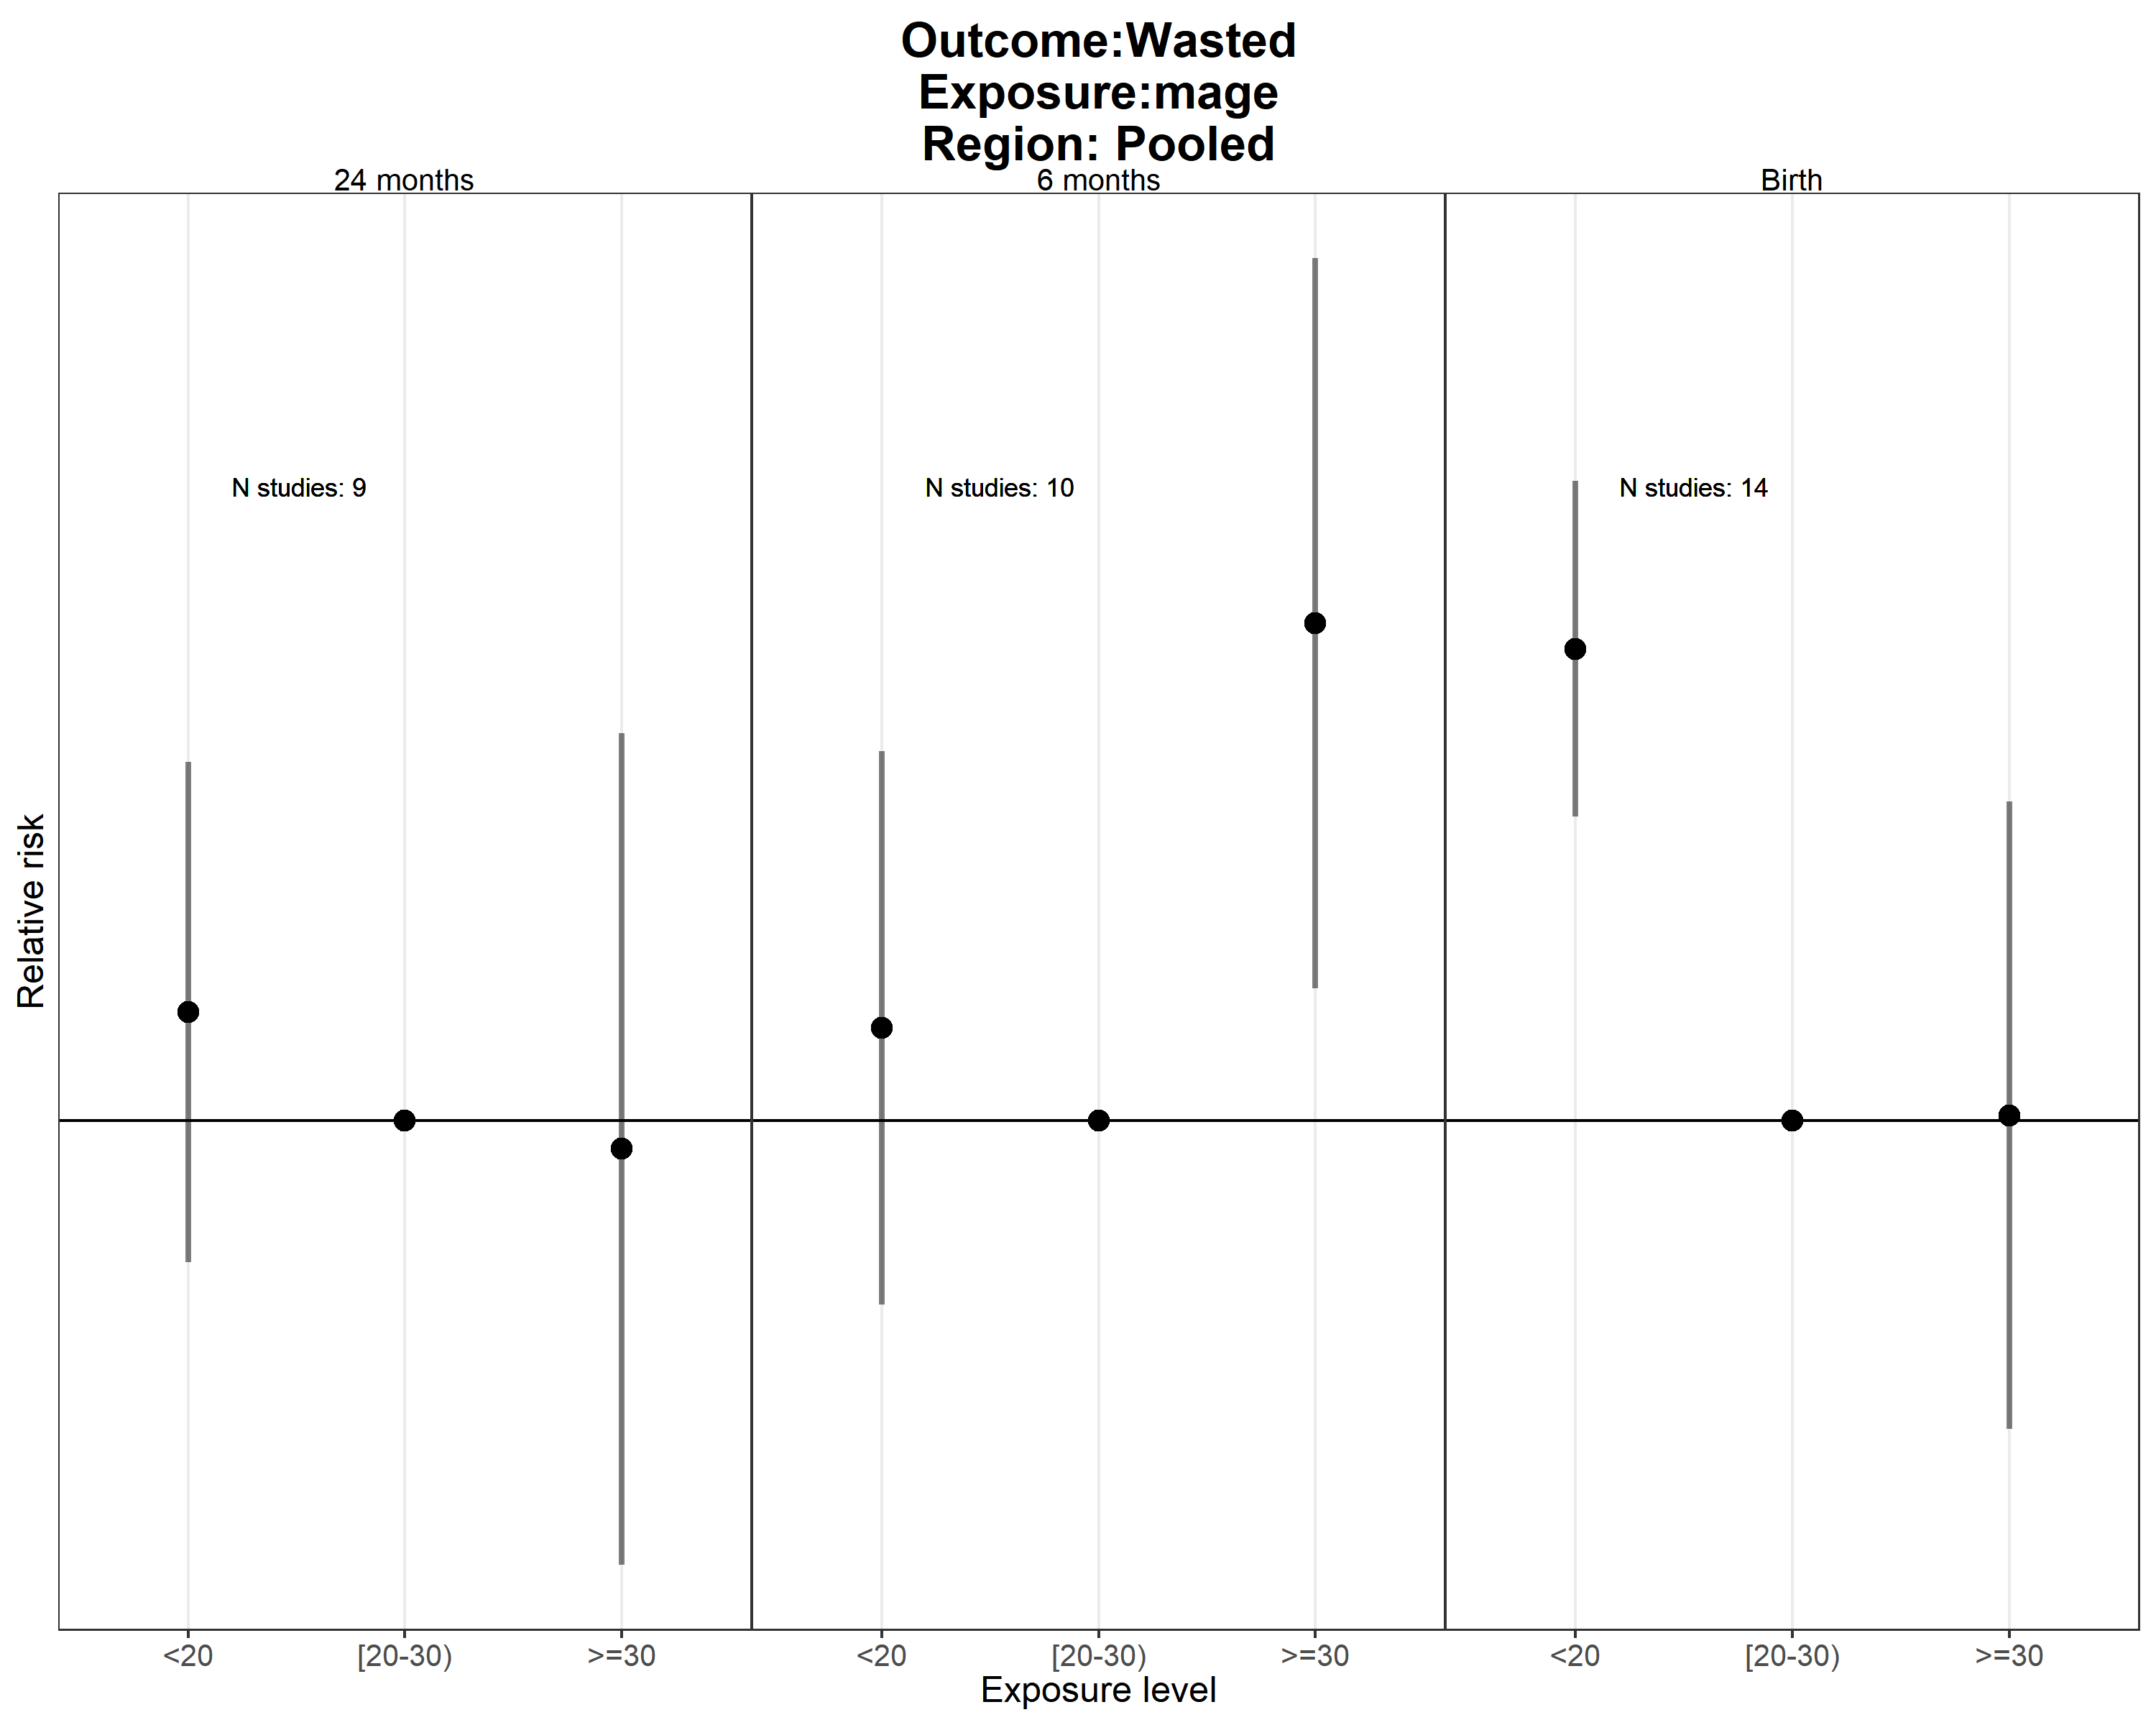 Outcome:Wasted
Exposure:mage
Region: Pooled
24 months
6 months
Birth
N studies: 9
N studies: 10
N studies: 14
Relative risk
<20
[20-30)
>=30
<20
[20-30)
>=30
<20
[20-30)
>=30
Exposure level